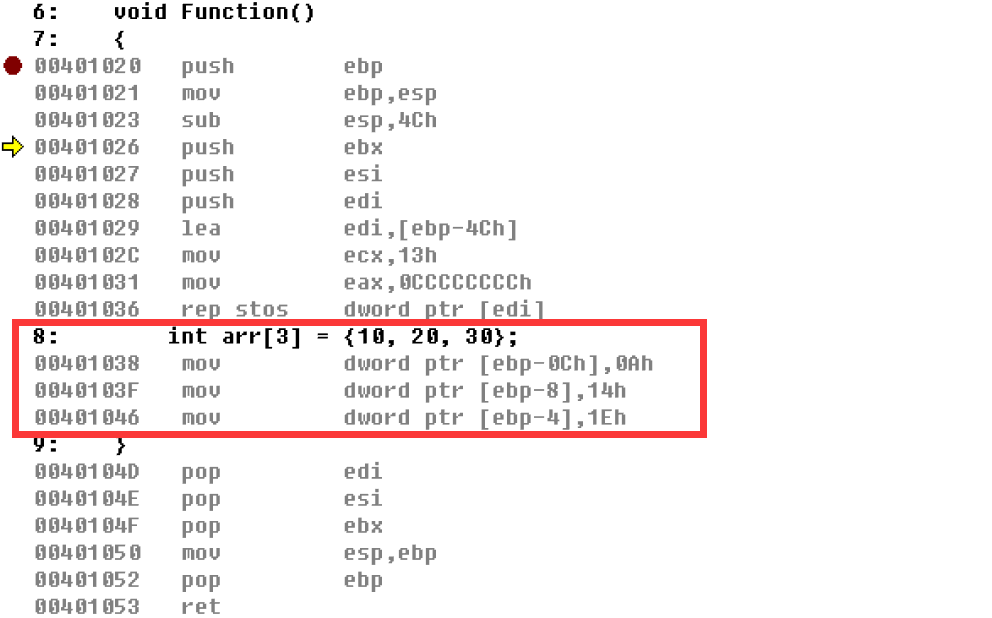 6:    void Function()
7:    {
00401020   push        ebp
00401021   mov         ebp,esp
00401023   sub         esp,4Ch
00401026   push        ebx
00401027   push        esi
00401028   push        edi
00401029   lea         edi,[ebp-4Ch]
0040102C   mov         ecx,13h
00401031   mov         eax,0CCCCCCCCh
00401036   rep stos    dword ptr [edi]
8:        int arr[3] = {10, 20, 30};
00401038   mov         dword ptr [ebp-0Ch],0Ah
0040103F   mov         dword ptr [ebp-8],14h
00401046   mov         dword ptr [ebp-4],1Eh
9:    }
0040104D   pop         edi
0040104E   pop         esi
0040104F   pop         ebx
00401050   mov         esp,ebp
00401052   pop         ebp
00401053   ret